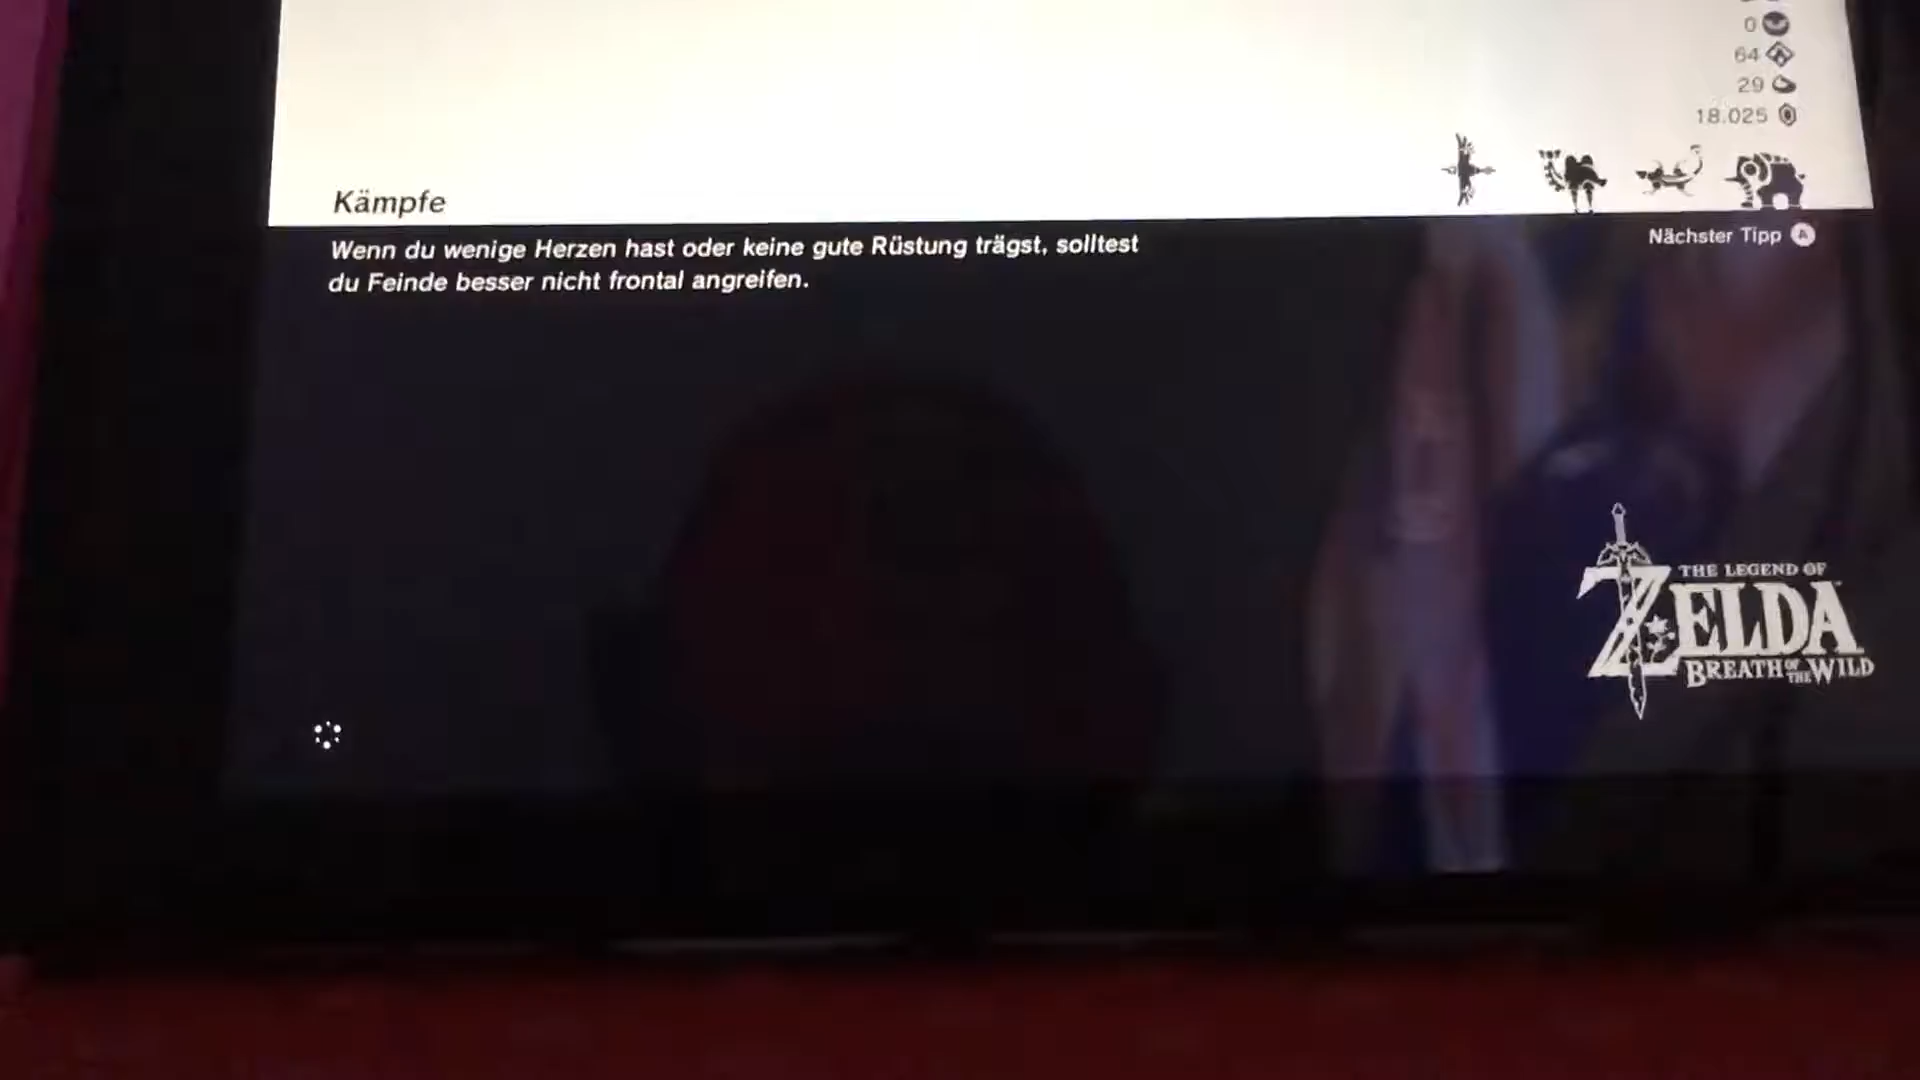 0
64
29
18.025
Kämpfe
Wenn du wenige Herzen hast oder keine gute Rüstung trägst, solltest
du Feinde besser nicht frontal angreifen.
Nächster Tipp A
THE LEGEND OF
ZELDA
BREATH OF THE WILD